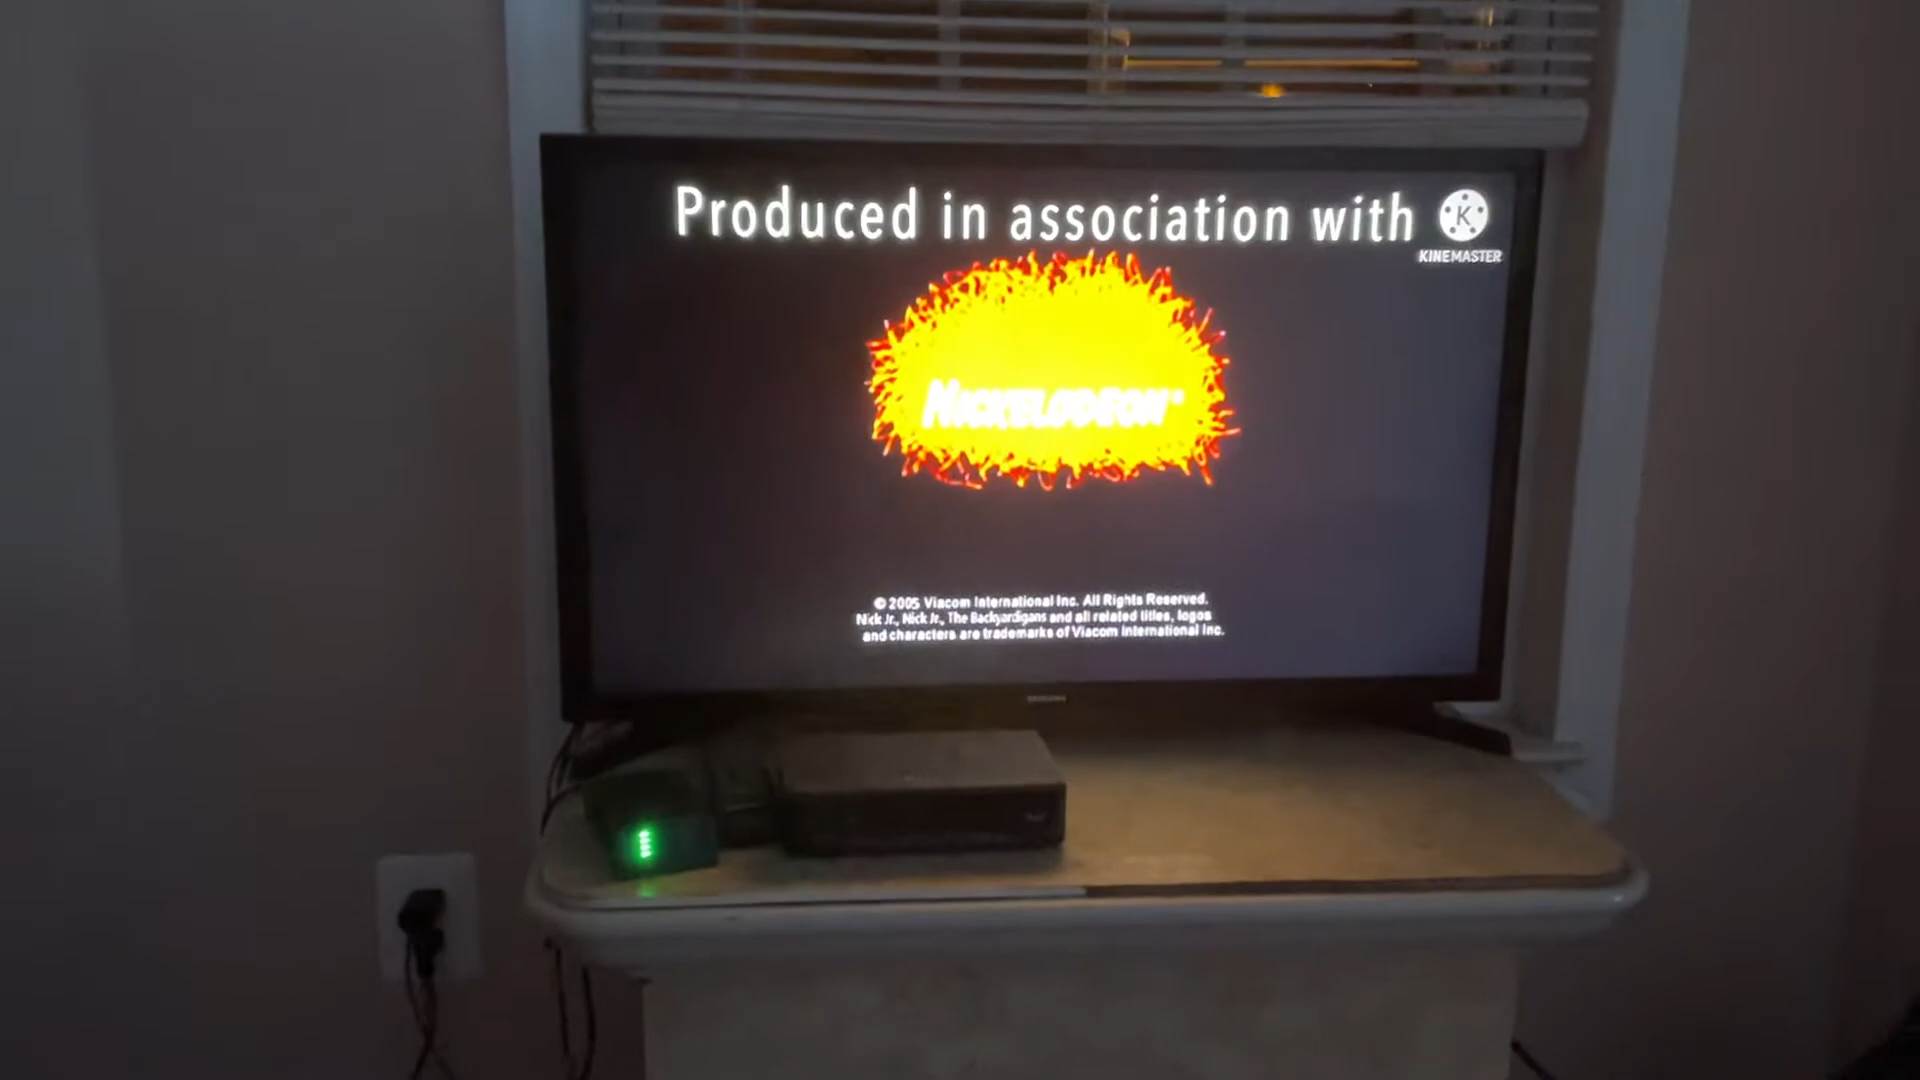 Produced in association with
K
KINEMASTER
NICKELODEON
© 2005 Viacom International Inc. All Rights Reserved.
Nick Jr., Nick Jr., The Backyardigans and all related titles, logos
and characters are trademarks of Viacom International Inc.
SAMSUNG